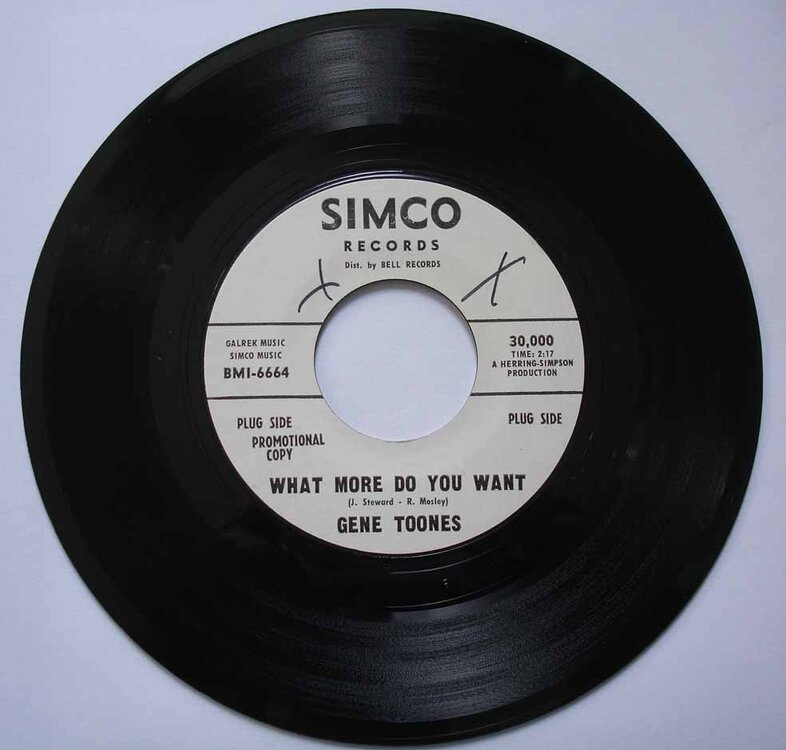 SIMCO
RECORDS
Dist. by BELL RECORDS
GALREK MUSIC
SIMCO MUSIC
BMI-6664
30,000
TIME: 2:17
A HERRING-SIMPSON
PRODUCTION
PLUG SIDE
PROMOTIONAL
COPY
PLUG SIDE
WHAT MORE DO YOU WANT
(J. Steward - R. Mosley)
GENE TOONES